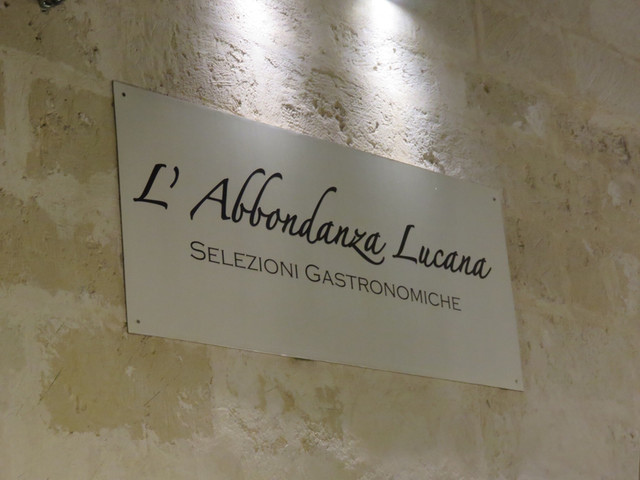 L' Abbondanza Lucana
Selezioni Gastronomiche